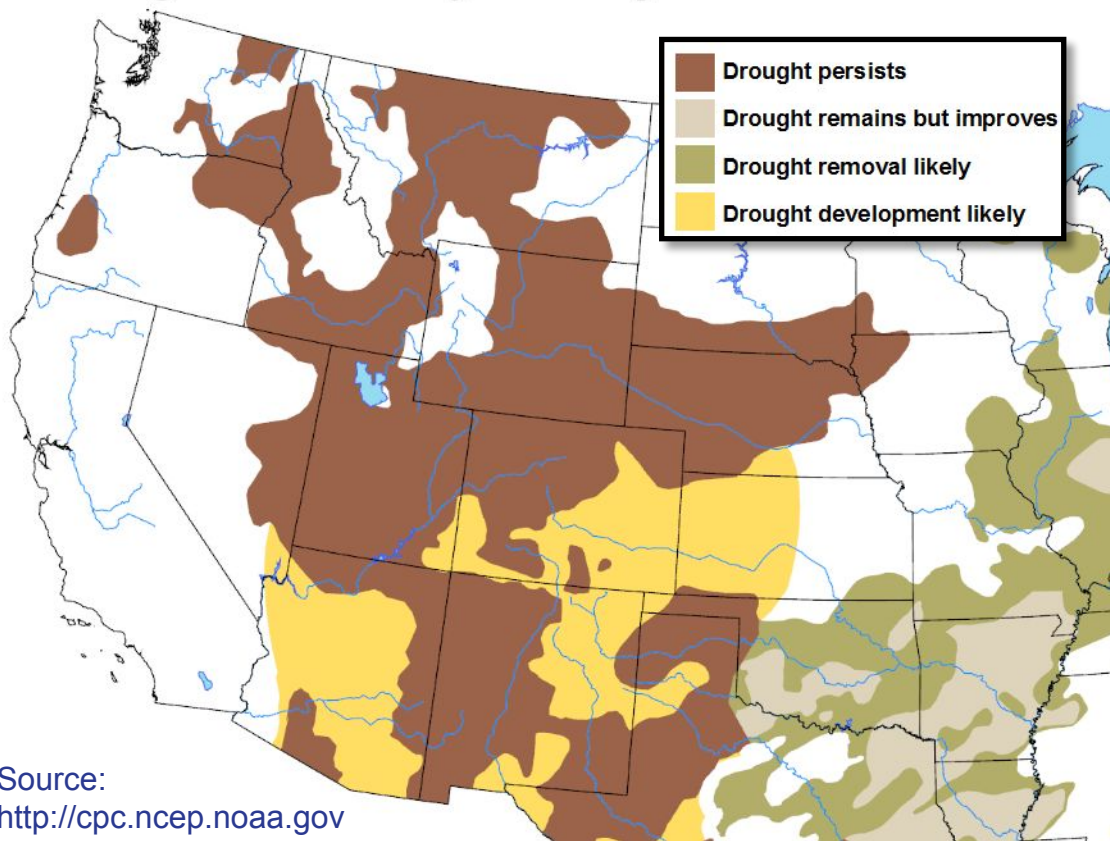 Drought persists
Drought remains but improves
Drought removal likely
Drought development likely
Source:
http://cpc.ncep.noaa.gov